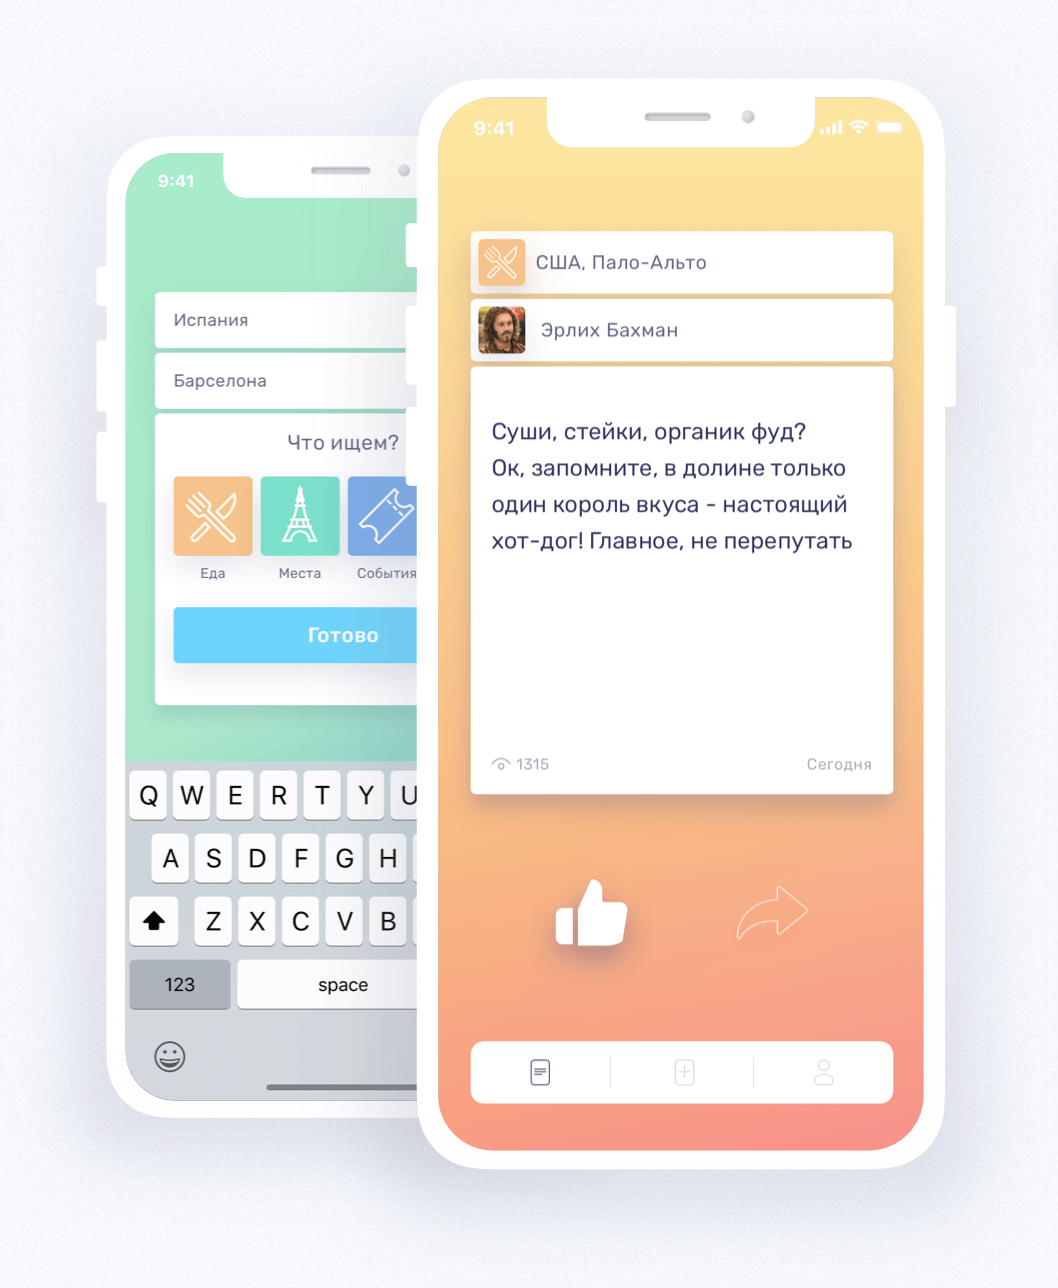 9:41
Испания
Барселона
Что ищем?
Еда
Места
События
Готово
Q W E R T Y U
A S D F G H
Z X C V B
123
space
9:41
США, Пало-Альто
Эрлих Бахман
Суши, стейки, органик фуд?
Ок, запомните, в долине только
один король вкуса - настоящий
хот-дог! Главное, не перепутать
1315
Сегодня